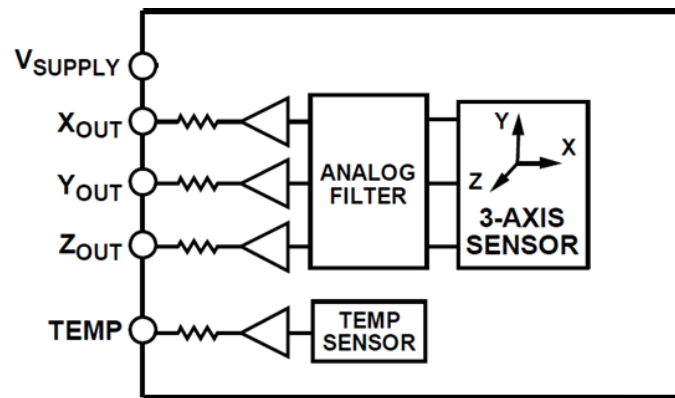 VSUPPLY
XOUT
YOUT
ZOUT
TEMP
ANALOG
FILTER
Y
X
Z
3-AXIS
SENSOR
TEMP
SENSOR